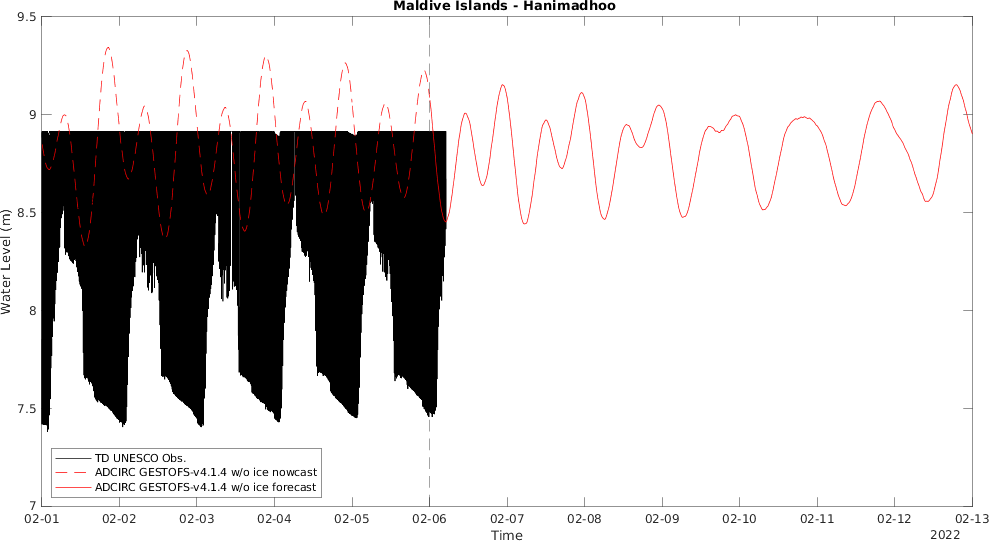 Maldive Islands - Hanimadhoo
9.5
9
8.5
8
7.5
7
Water Level (m)
TD UNESCO Obs.
ADCIRC GESTOFS-v4.1.4 w/o ice nowcast
ADCIRC GESTOFS-v4.1.4 w/o ice forecast
02-01 02-02 02-03 02-04 02-05 02-06 02-07 02-08 02-09 02-10 02-11 02-12 02-13
Time
2022